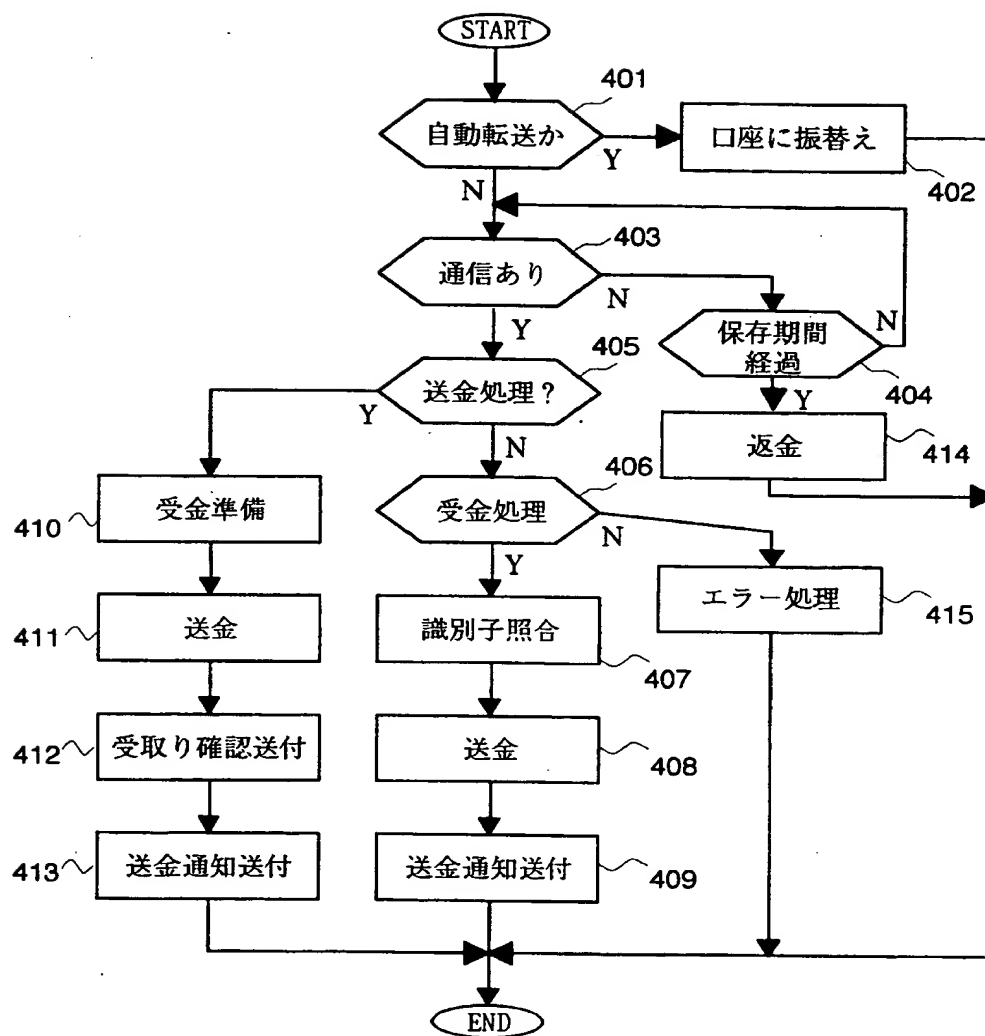 START
401
自動転送か
Y
口座に振替え
402
N
403
通信あり
N
Y
保存期間
経過
N
404
405
送金処理?
Y
N
Y
返金
414
406
受金処理
N
Y
410
受金準備
エラー処理
415
411
送金
識別子照合
407
412
受取り確認送付
送金
408
413
送金通知送付
送金通知送付
409
END